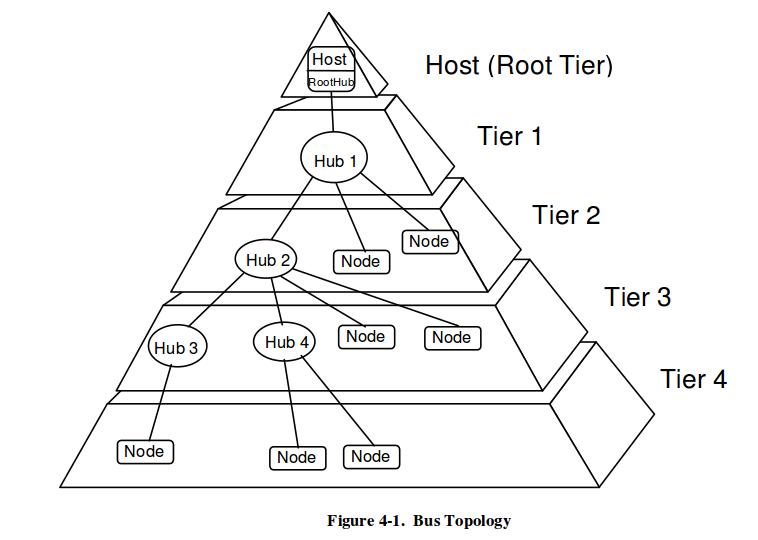 Host
RootHub
Host (Root Tier)
Tier 1
Hub 1
Tier 2
Node
Node
Hub 2
Tier 3
Node
Node
Hub 4
Hub 3
Tier 4
Node
Node
Node
Figure 4-1. Bus Topology